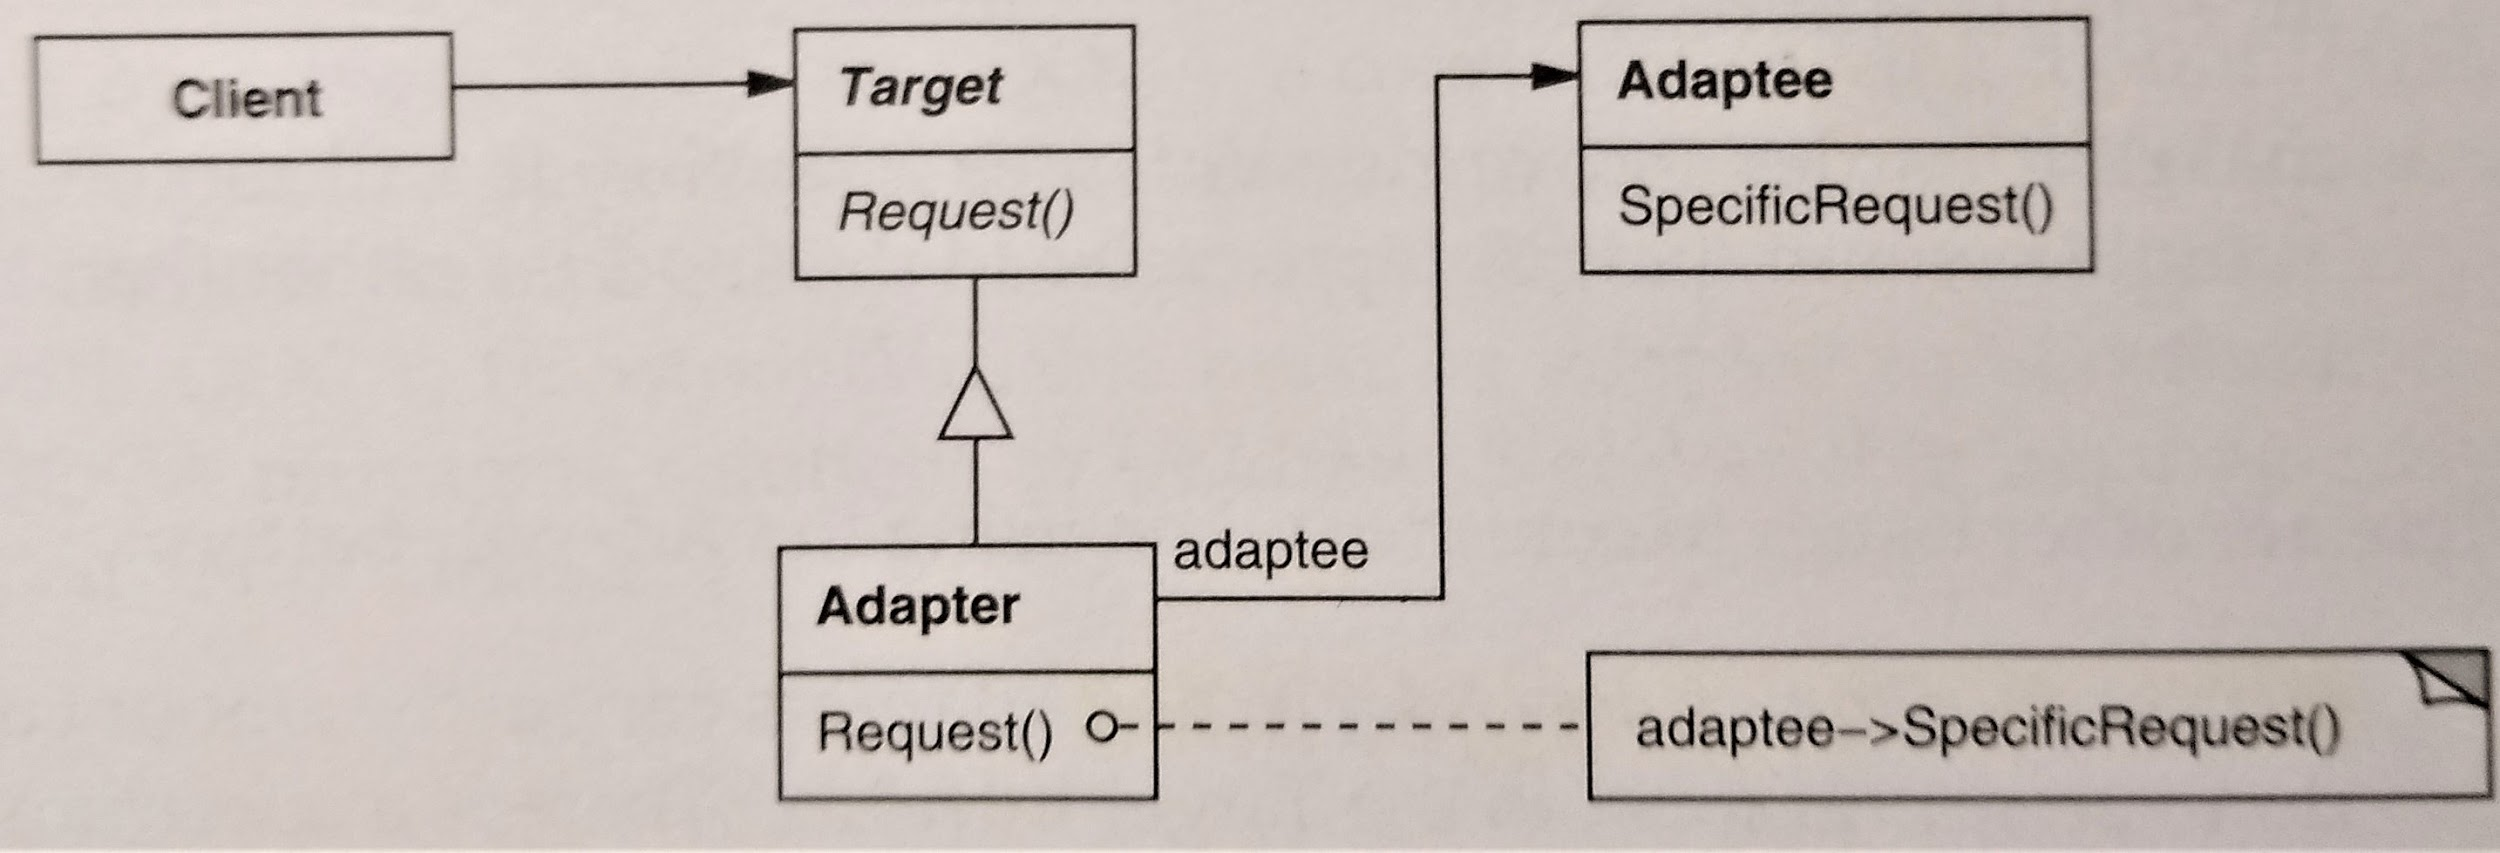 Client
Target
Request()
Adaptee
SpecificRequest()
adaptee
Adapter
Request()
adaptee->SpecificRequest()